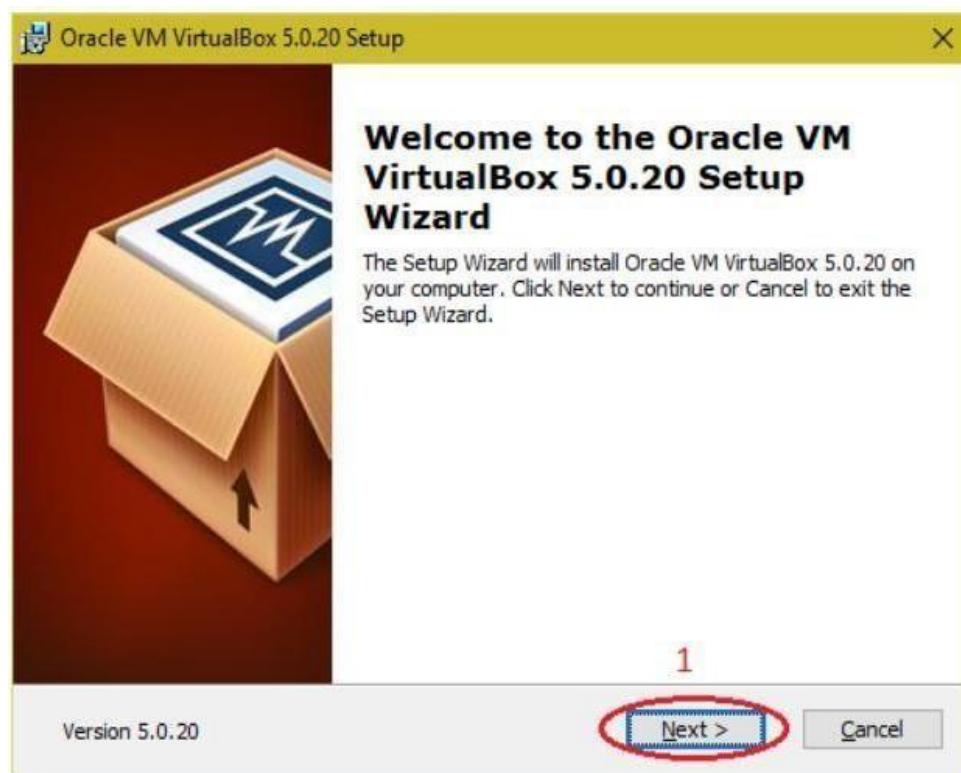 Oracle VM VirtualBox 5.0.20 Setup
Welcome to the Oracle VM
VirtualBox 5.0.20 Setup
Wizard
The Setup Wizard will install Oracle VM VirtualBox 5.0.20 on
your computer. Click Next to continue or Cancel to exit the
Setup Wizard.
1
Version 5.0.20
Next >
Cancel